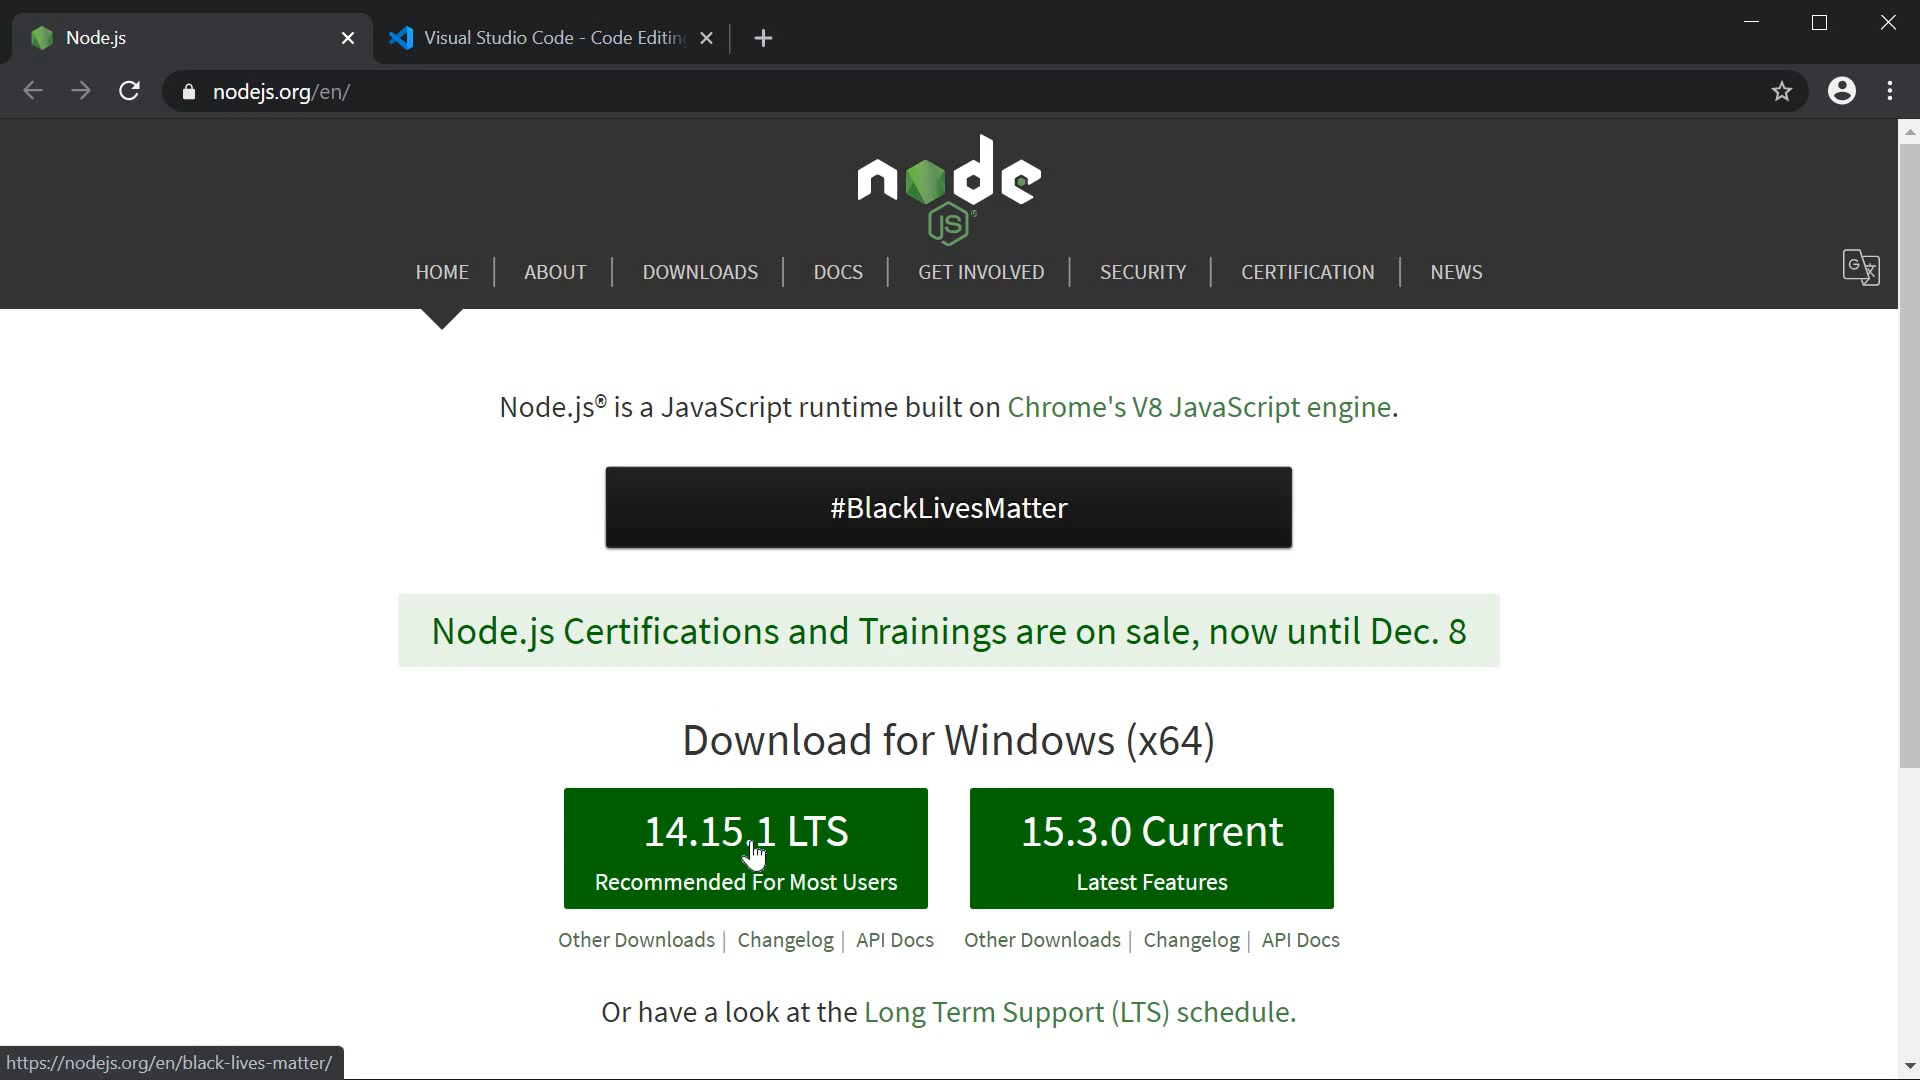 Node.js
Visual Studio Code - Code Editin
nodejs.org/en/
node
JS
HOME
ABOUT
DOWNLOADS
DOCS
GET INVOLVED
SECURITY
CERTIFICATION
NEWS
Node.js® is a JavaScript runtime built on Chrome's V8 JavaScript engine.
#BlackLivesMatter
Node.js Certifications and Trainings are on sale, now until Dec. 8
Download for Windows (x64)
14.15.1 LTS
Recommended For Most Users
15.3.0 Current
Latest Features
Other Downloads | Changelog | API Docs
Other Downloads | Changelog | API Docs
Or have a look at the Long Term Support (LTS) schedule.
https://nodejs.org/en/black-lives-matter/